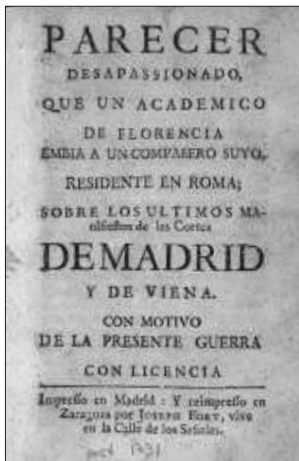 PARECER
DESAPASSIONADO,
QUE UN ACADEMICO
DE FLORENCIA
EMBIA A UN COMPAÑERO SUYO,
RESIDENTE EN ROMA;
SOBRE LOS ULTIMOS MA-
nifiestos de las Cortes
DE MADRID
Y DE VIENA.
CON MOTIVO
DE LA PRESENTE GUERRA
CON LICENCIA
Impresso en Madrid: Y reimpresso en
Zaragoza por JOSEPH FORT, vive
en la Calle de los Señales.